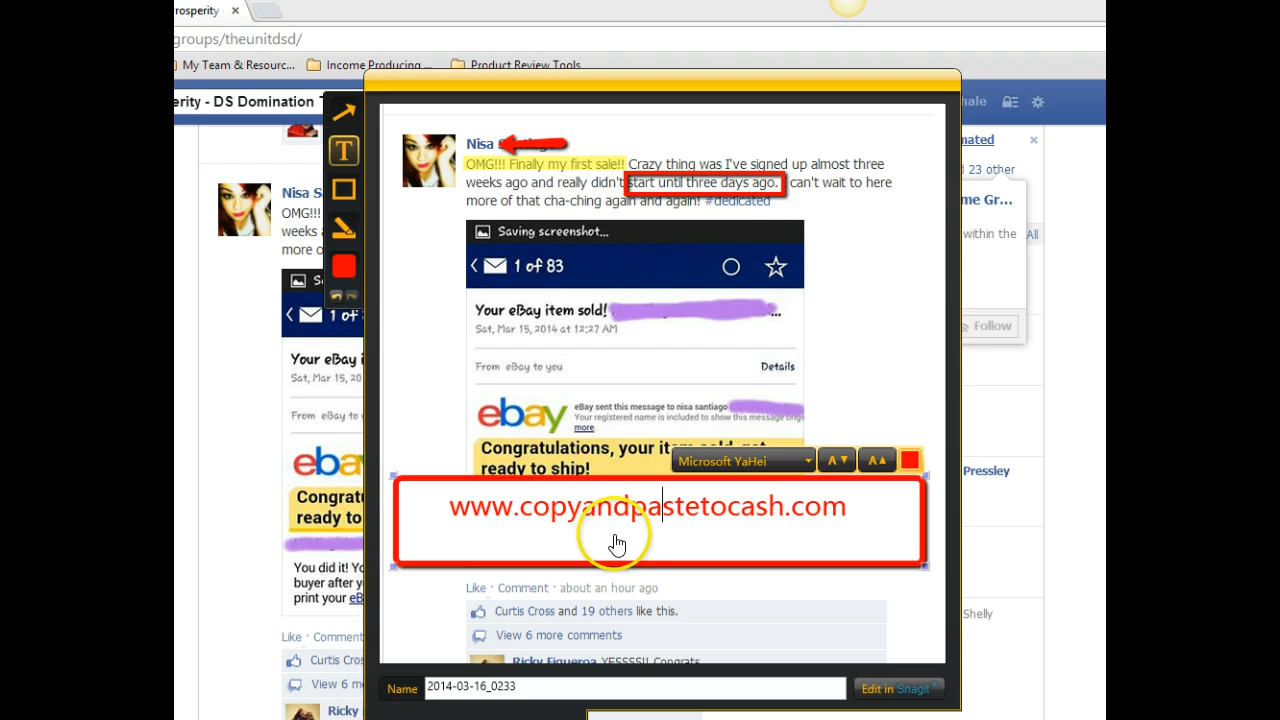 rosperity
groups/theunitdsd/
My Team & Resourc...
Income Producing ...
Product Review Tools
erity - DS Domination
hale
mated
23 other
me Gr...
within the
All
Follow
Pressley
Shelly
Nisa S
OMG!!!
weeks a
more o
1 of
Your eBay i
Sat, Mar 15, 20
From eBay to
eba
Congratu
ready to
You did it! Yo
buyer after y
print your eB
Like · Comment
Curtis Cros
View 6 m
Ricky
T
Nisa
OMG!!! Finally my first sale!! Crazy thing was I've signed up almost three
weeks ago and really didn't start until three days ago. I can't wait to here
more of that cha-ching again and again! #dedicated
Saving screenshot...
1 of 83
Your eBay item sold!
...
Sat, Mar 15, 2014 at 12:27 AM
From eBay to you
Details
ebay
eBay sent this message to nisa santiago
Your registered name is included to show this message origi
more.
Congratulations, your item sold-get
ready to ship!
Microsoft YaHei
A▼
A▲
www.copyandpastetocash.com
Like · Comment · about an hour ago
Curtis Cross and 19 others like this.
View 6 more comments
Ricky Figueroa YESSSS!! Congrats
Name
2014-03-16_0233
Edit in Snagit